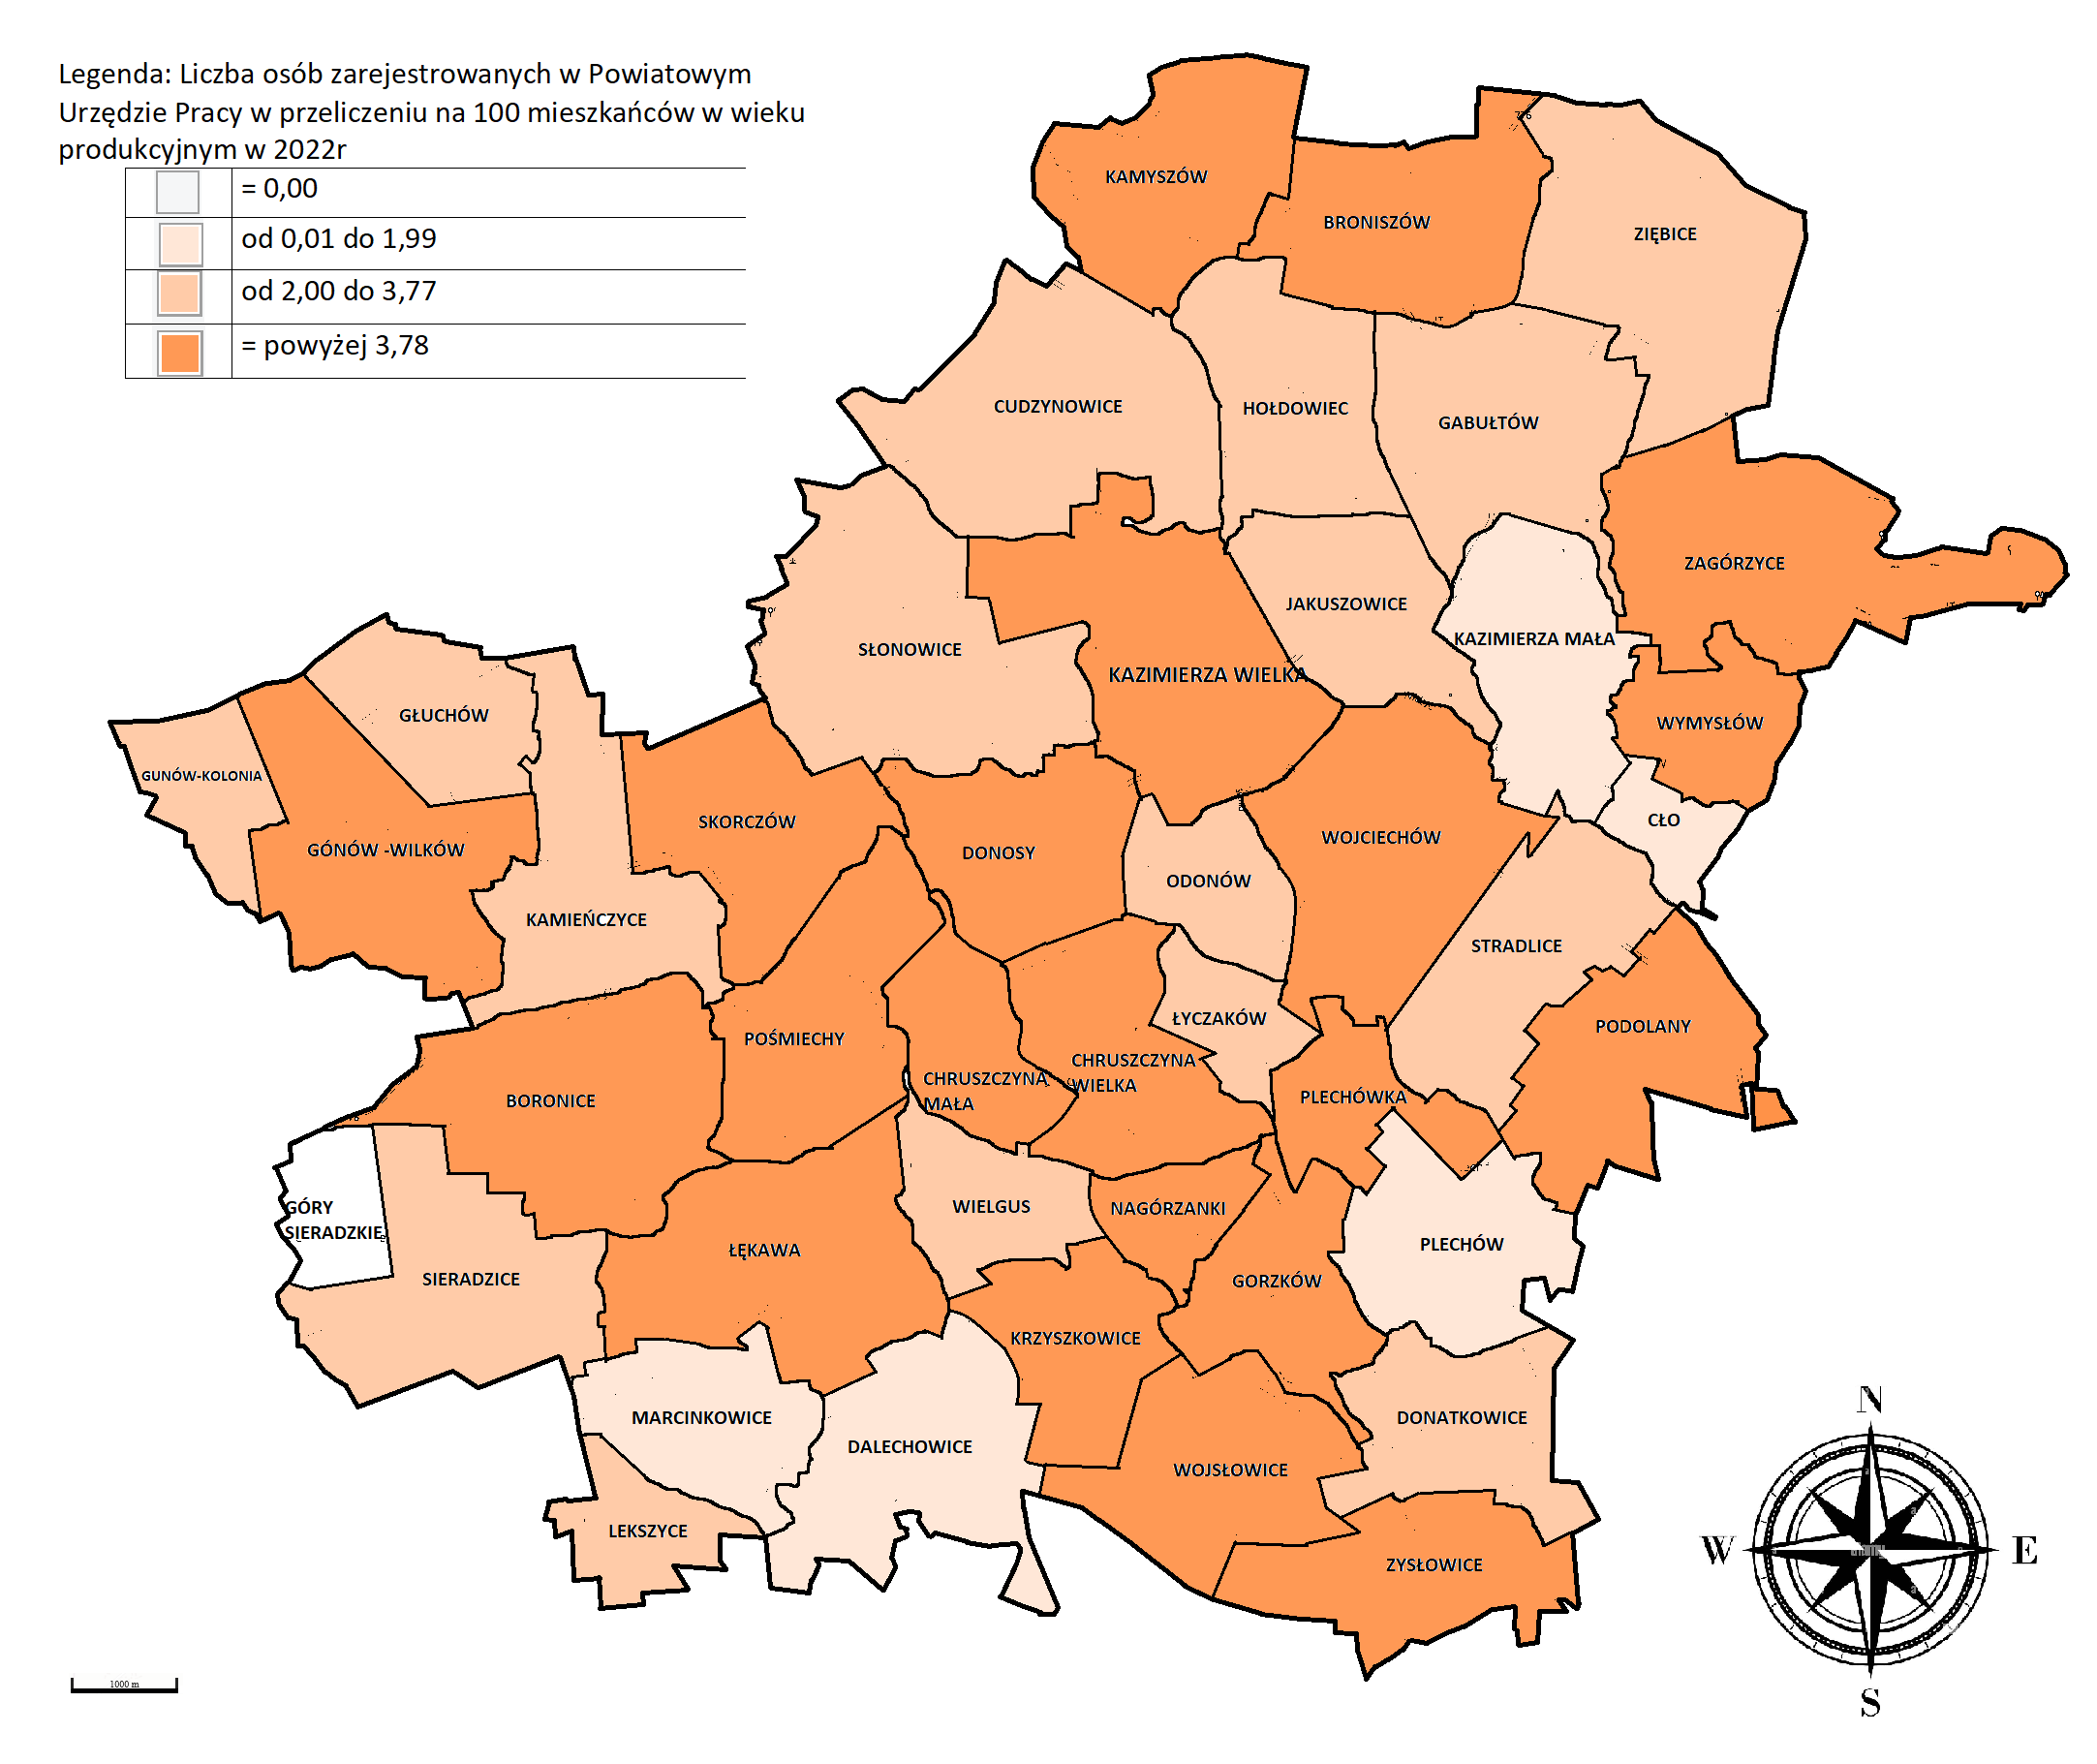 Legenda: Liczba osób zarejestrowanych w Powiatowym
Urzędzie Pracy w przeliczeniu na 100 mieszkańców w wieku
produkcyjnym w 2022r
= 0,00
od 0,01 do 1,99
od 2,00 do 3,77
= powyżej 3,78
KAMYSZÓW
BRONISZÓW
ZIĘBICE
CUDZYNOWICE
HOŁDOWIEC
GABUŁTÓW
ZAGÓRZYCE
JAKUSZOWICE
KAZIMIERZA MAŁA
SŁONOWICE
KAZIMIERZA WIELKA
GŁUCHÓW
WYMYSŁÓW
GUNÓW-KOLONIA
SKORCZÓW
CŁO
WOJCIECHÓW
GÓNÓW -WILKÓW
DONOSY
ODONÓW
KAMIEŃCZYCE
STRADLICE
ŁYCZAKÓW
PODOLANY
POŚMIECHY
CHRUSZCZYNA
WIELKA
CHRUSZCZYNA
MAŁA
PLECHÓWKA
BORONICE
GÓRY
SIERADZKIE
WIELGUS
NAGÓRZANKI
PLECHÓW
ŁĘKAWA
SIERADZICE
GORZKÓW
KRZYSZKOWICE
MARCINKOWICE
DONATKOWICE
DALECHOWICE
WOJSŁOWICE
LEKSZYCE
ZYSŁOWICE
N
W
E
S
1000 m